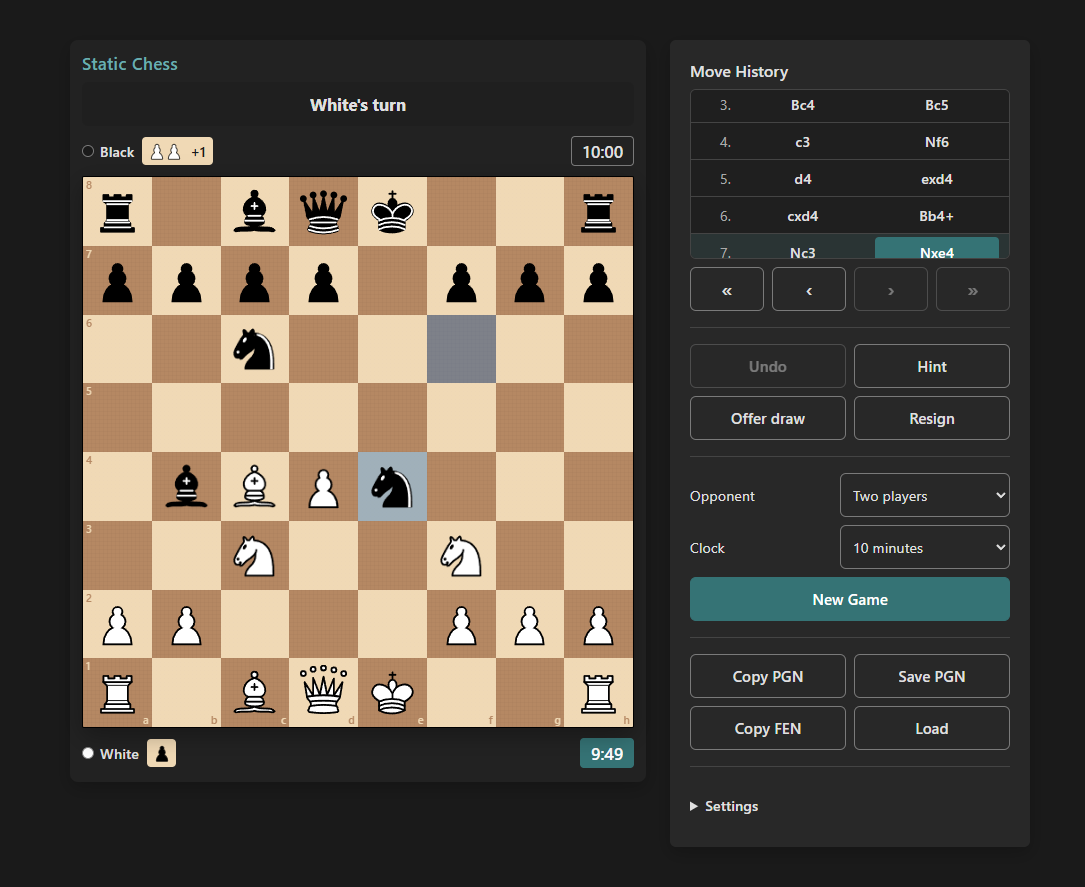 Static Chess
White's turn
Black +1 10:00
8
7
6
5
4
3
2
1
a b c d e f g h
White 9:49
Move History
3. Bc4 Bc5
4. c3 Nf6
5. d4 exd4
6. cxd4 Bb4+
7. Nc3 Nxe4
« ‹ › »
Undo Hint
Offer draw Resign
Opponent Two players
Clock 10 minutes
New Game
Copy PGN Save PGN
Copy FEN Load
Settings